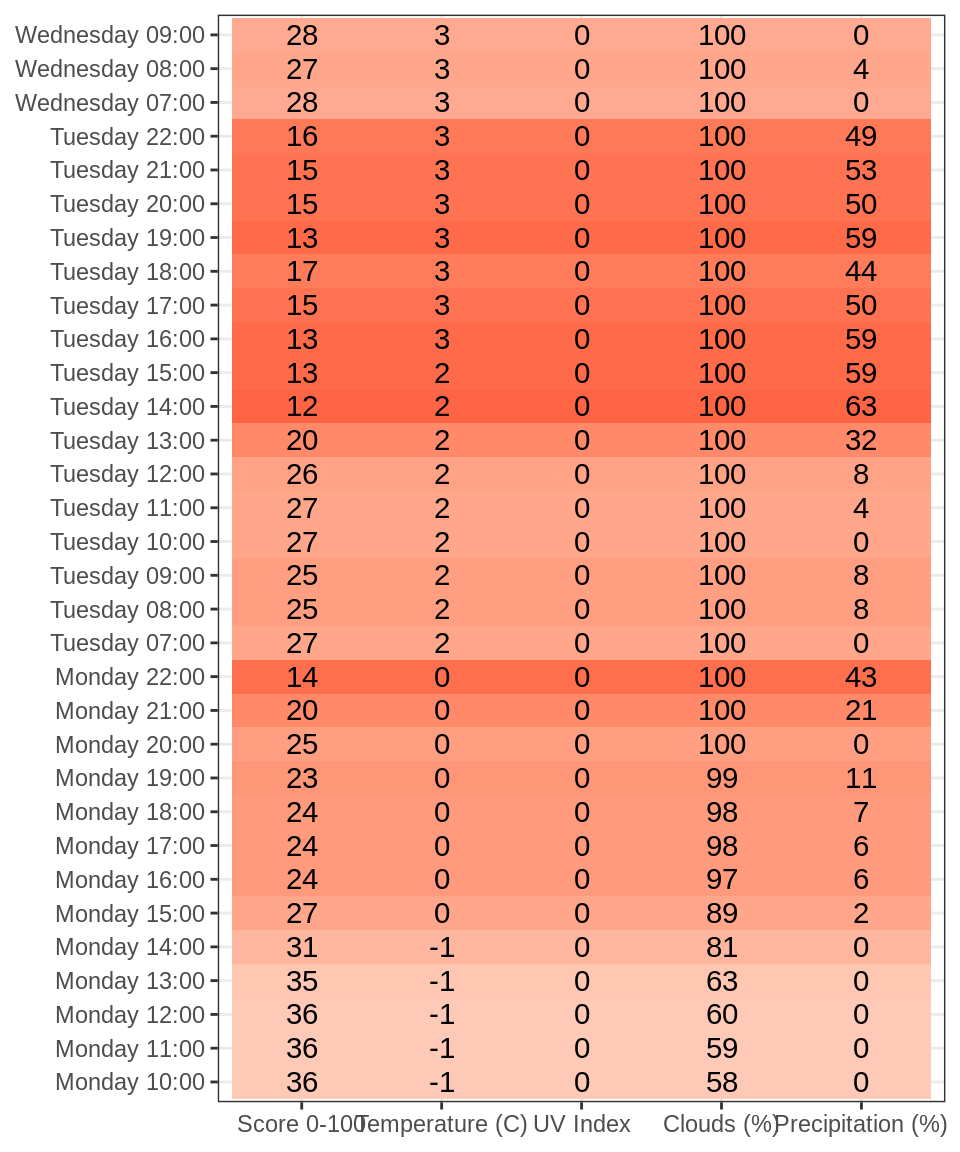 Wednesday 09:00 28 3 0 100 0
Wednesday 08:00 27 3 0 100 4
Wednesday 07:00 28 3 0 100 0
Tuesday 22:00 16 3 0 100 49
Tuesday 21:00 15 3 0 100 53
Tuesday 20:00 15 3 0 100 50
Tuesday 19:00 13 3 0 100 59
Tuesday 18:00 17 3 0 100 44
Tuesday 17:00 15 3 0 100 50
Tuesday 16:00 13 3 0 100 59
Tuesday 15:00 13 2 0 100 59
Tuesday 14:00 12 2 0 100 63
Tuesday 13:00 20 2 0 100 32
Tuesday 12:00 26 2 0 100 8
Tuesday 11:00 27 2 0 100 4
Tuesday 10:00 27 2 0 100 0
Tuesday 09:00 25 2 0 100 8
Tuesday 08:00 25 2 0 100 8
Tuesday 07:00 27 2 0 100 0
Monday 22:00 14 0 0 100 43
Monday 21:00 20 0 0 100 21
Monday 20:00 25 0 0 100 0
Monday 19:00 23 0 0 99 11
Monday 18:00 24 0 0 98 7
Monday 17:00 24 0 0 98 6
Monday 16:00 24 0 0 97 6
Monday 15:00 27 0 0 89 2
Monday 14:00 31 -1 0 81 0
Monday 13:00 35 -1 0 63 0
Monday 12:00 36 -1 0 60 0
Monday 11:00 36 -1 0 59 0
Monday 10:00 36 -1 0 58 0
Score 0-100 Temperature (C) UV Index Clouds (%) Precipitation (%)